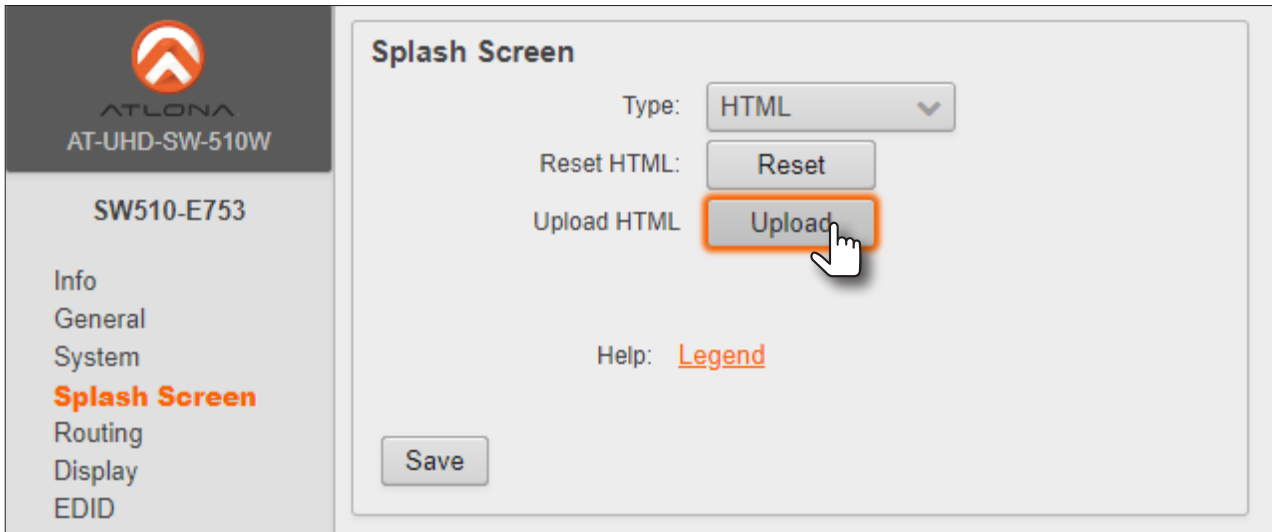 ATLONA
AT-UHD-SW-510W
SW510-E753
Info
General
System
Splash Screen
Routing
Display
EDID
Splash Screen
Type: HTML
Reset HTML: Reset
Upload HTML Upload
Help: Legend
Save